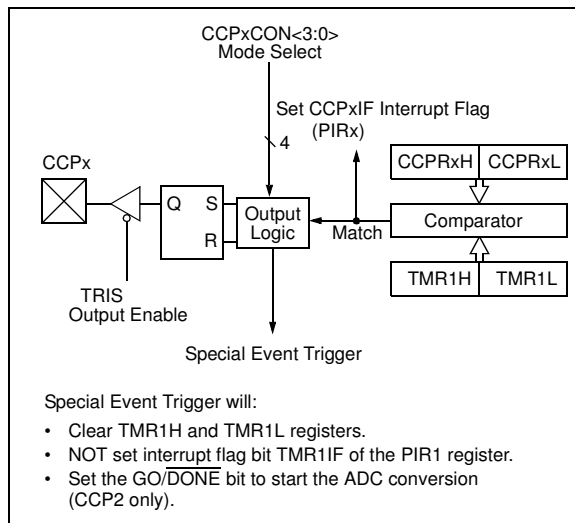 CCPxCON<3:0>
Mode Select
Set CCPxIF Interrupt Flag
(PIRx)
4
CCPx
CCPRxH CCPRxL
Q S
R
Output
Logic
Match
Comparator
TRIS
Output Enable
TMR1H TMR1L
Special Event Trigger
Special Event Trigger will:
• Clear TMR1H and TMR1L registers.
• NOT set interrupt flag bit TMR1IF of the PIR1 register.
• Set the GO/DONE bit to start the ADC conversion
(CCP2 only).